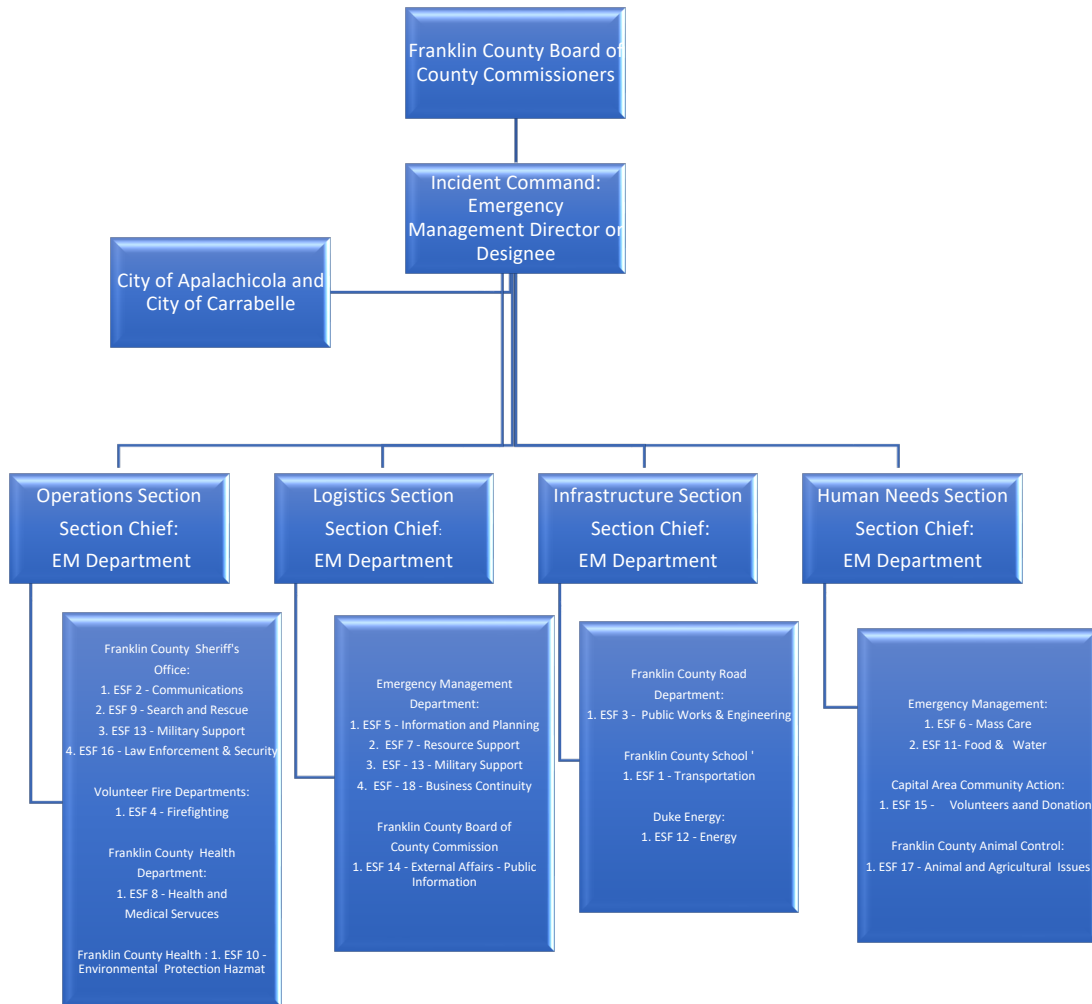 Franklin County Board of
County Commissioners
Incident Command:
Emergency
Management Director or
Designee
City of Apalachicola and
City of Carrabelle
Operations Section
Section Chief:
EM Department
Logistics Section
Section Chief:
EM Department
Infrastructure Section
Section Chief:
EM Department
Human Needs Section
Section Chief:
EM Department
Franklin County Sheriff's
Office:
1. ESF 2 - Communications
2. ESF 9 - Search and Rescue
3. ESF 13 - Military Support
4. ESF 16 - Law Enforcement & Security
Volunteer Fire Departments:
1. ESF 4 - Firefighting
Franklin County Health
Department:
1. ESF 8 - Health and
Medical Servuces
Franklin County Health : 1. ESF 10 -
Environmental Protection Hazmat
Emergency Management
Department:
1. ESF 5 - Information and Planning
2. ESF 7 - Resource Support
3. ESF - 13 - Military Support
4. ESF - 18 - Business Continuity
Franklin County Board of
County Commission
1. ESF 14 - External Affairs - Public
Information
Franklin County Road
Department:
1. ESF 3 - Public Works & Engineering
Franklin County School '
1. ESF 1 - Transportation
Duke Energy:
1. ESF 12 - Energy
Emergency Management:
1. ESF 6 - Mass Care
2. ESF 11- Food & Water
Capital Area Community Action:
1. ESF 15 - Volunteers aand Donation
Franklin County Animal Control:
1. ESF 17 - Animal and Agricultural Issues